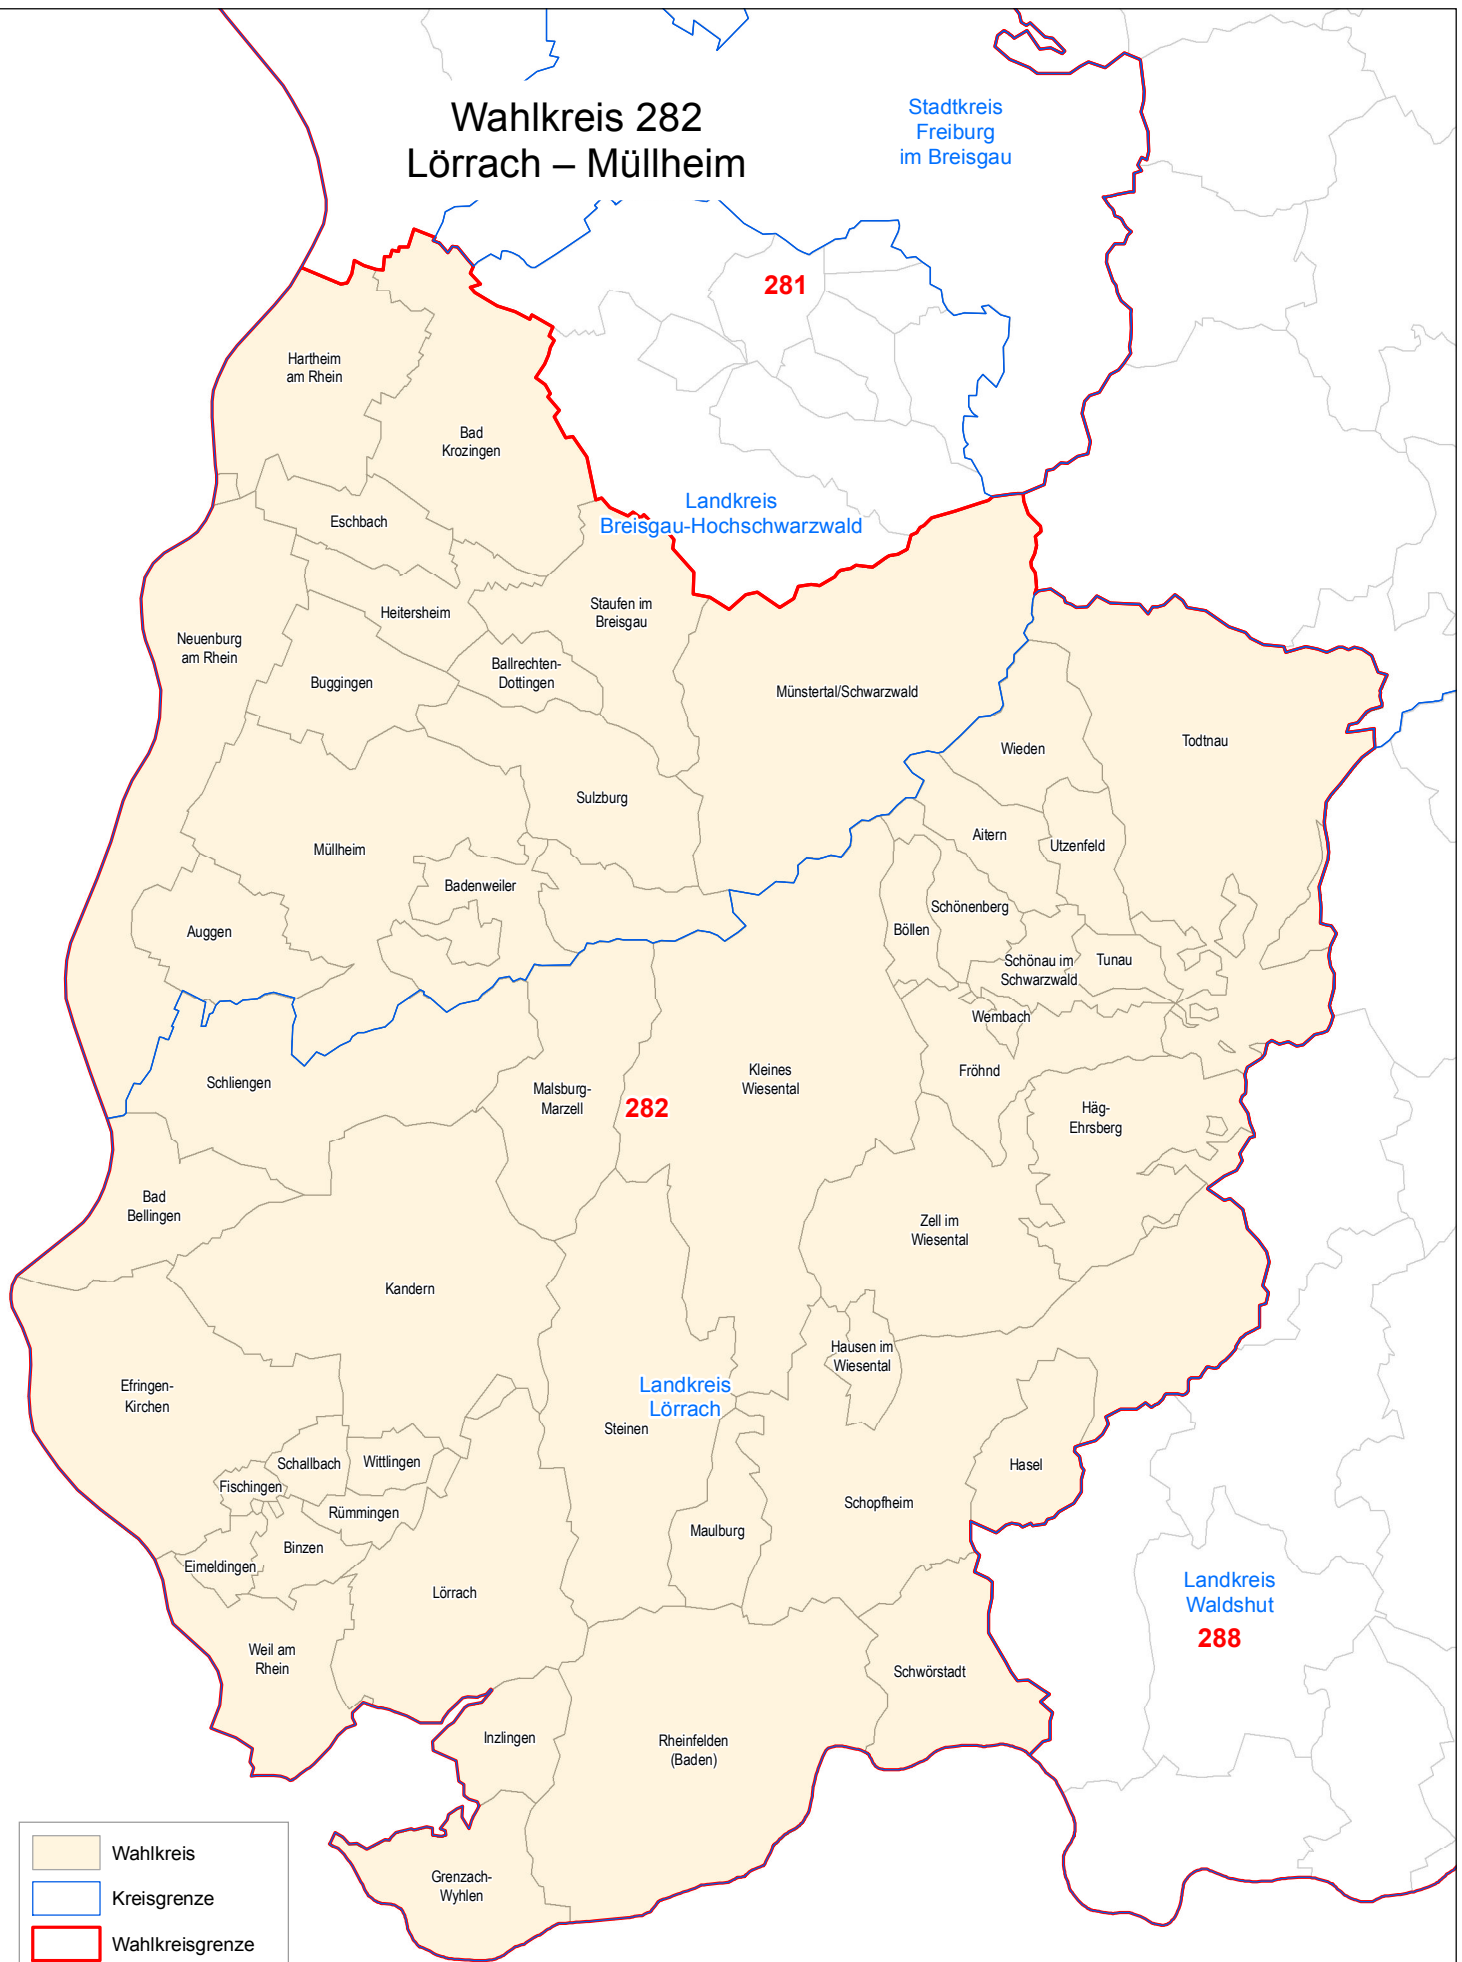 Wahlkreis 282
Lörrach – Müllheim
Stadtkreis
Freiburg
im Breisgau
281
Hartheim
am Rhein
Bad
Krozingen
Landkreis
Breisgau-Hochschwarzwald
Eschbach
Heitersheim
Staufen im
Breisgau
Neuenburg
am Rhein
Buggingen
Ballrechten-
Dottingen
Münstertal/Schwarzwald
Wieden
Todtnau
Sulzburg
Müllheim
Aitern
Utzenfeld
Badenweiler
Schönenberg
Auggen
Böllen
Schönau im
Schwarzwald
Tunau
Wembach
Schliengen
Malsburg-
Marzell
282
Kleines
Wiesental
Fröhnd
Häg-
Ehrsberg
Bad
Bellingen
Zell im
Wiesental
Kandern
Hausen im
Wiesental
Efringen-
Kirchen
Landkreis
Lörrach
Steinen
Schallbach
Wittlingen
Hasel
Fischingen
Rümmingen
Schopfheim
Maulburg
Binzen
Eimeldingen
Lörrach
Landkreis
Waldshut
288
Weil am
Rhein
Schwörstadt
Inzlingen
Rheinfelden
(Baden)
Grenzach-
Wyhlen
Wahlkreis
Kreisgrenze
Wahlkreisgrenze